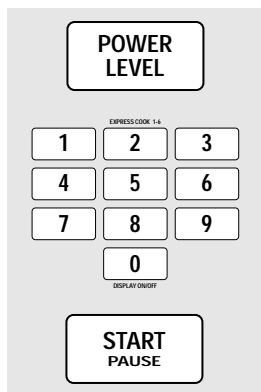 POWER
LEVEL
EXPRESS COOK 1-6
1 2 3
4 5 6
7 8 9
0
DISPLAY ON/OFF
START
PAUSE